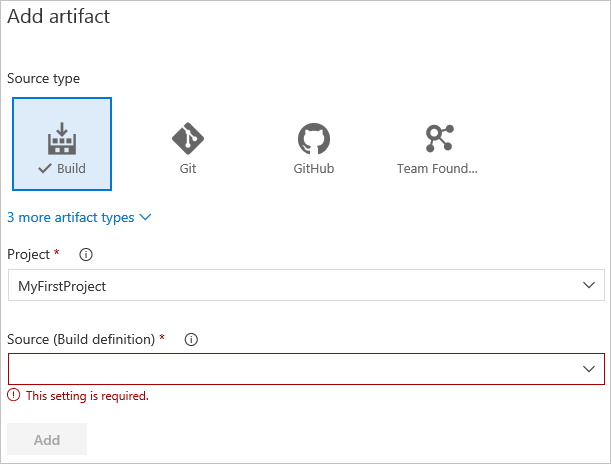 Add artifact
Source type
Build
Git
GitHub
Team Found...
3 more artifact types
Project *
MyFirstProject
Source (Build definition) *
This setting is required.
Add